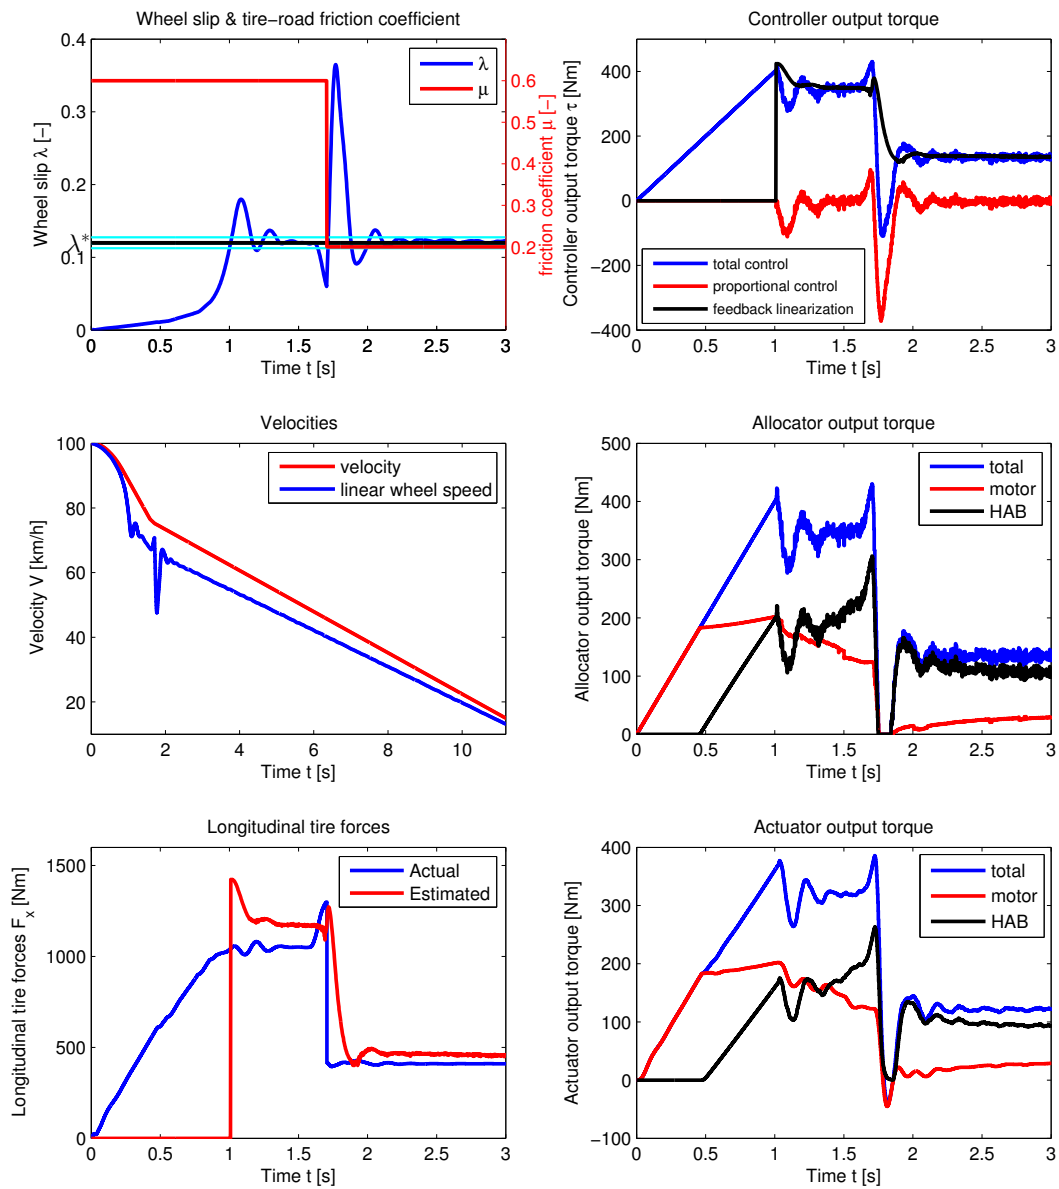 Wheel slip & tire-road friction coefficient
0.4
0.3
0.2
0.1
0
λ*
Wheel slip λ [-]
λ
μ
0.6
0.5
0.4
0.3
0.2
friction coefficient μ [-]
0 0.5 1 1.5 2 2.5 3
Time t [s]
Controller output torque
400
200
0
-200
-400
Controller output torque τ [Nm]
total control
proportional control
feedback linearization
0 0.5 1 1.5 2 2.5 3
Time t [s]
Velocities
100
80
60
40
20
Velocity V [km/h]
velocity
linear wheel speed
0 2 4 6 8 10
Time t [s]
Allocator output torque
500
400
300
200
100
0
Allocator output torque [Nm]
total
motor
HAB
0 0.5 1 1.5 2 2.5 3
Time t [s]
Longitudinal tire forces
1500
1000
500
0
Longitudinal tire forces F_x [Nm]
Actual
Estimated
0 0.5 1 1.5 2 2.5 3
Time t [s]
Actuator output torque
400
300
200
100
0
-100
Actuator output torque [Nm]
total
motor
HAB
0 0.5 1 1.5 2 2.5 3
Time t [s]